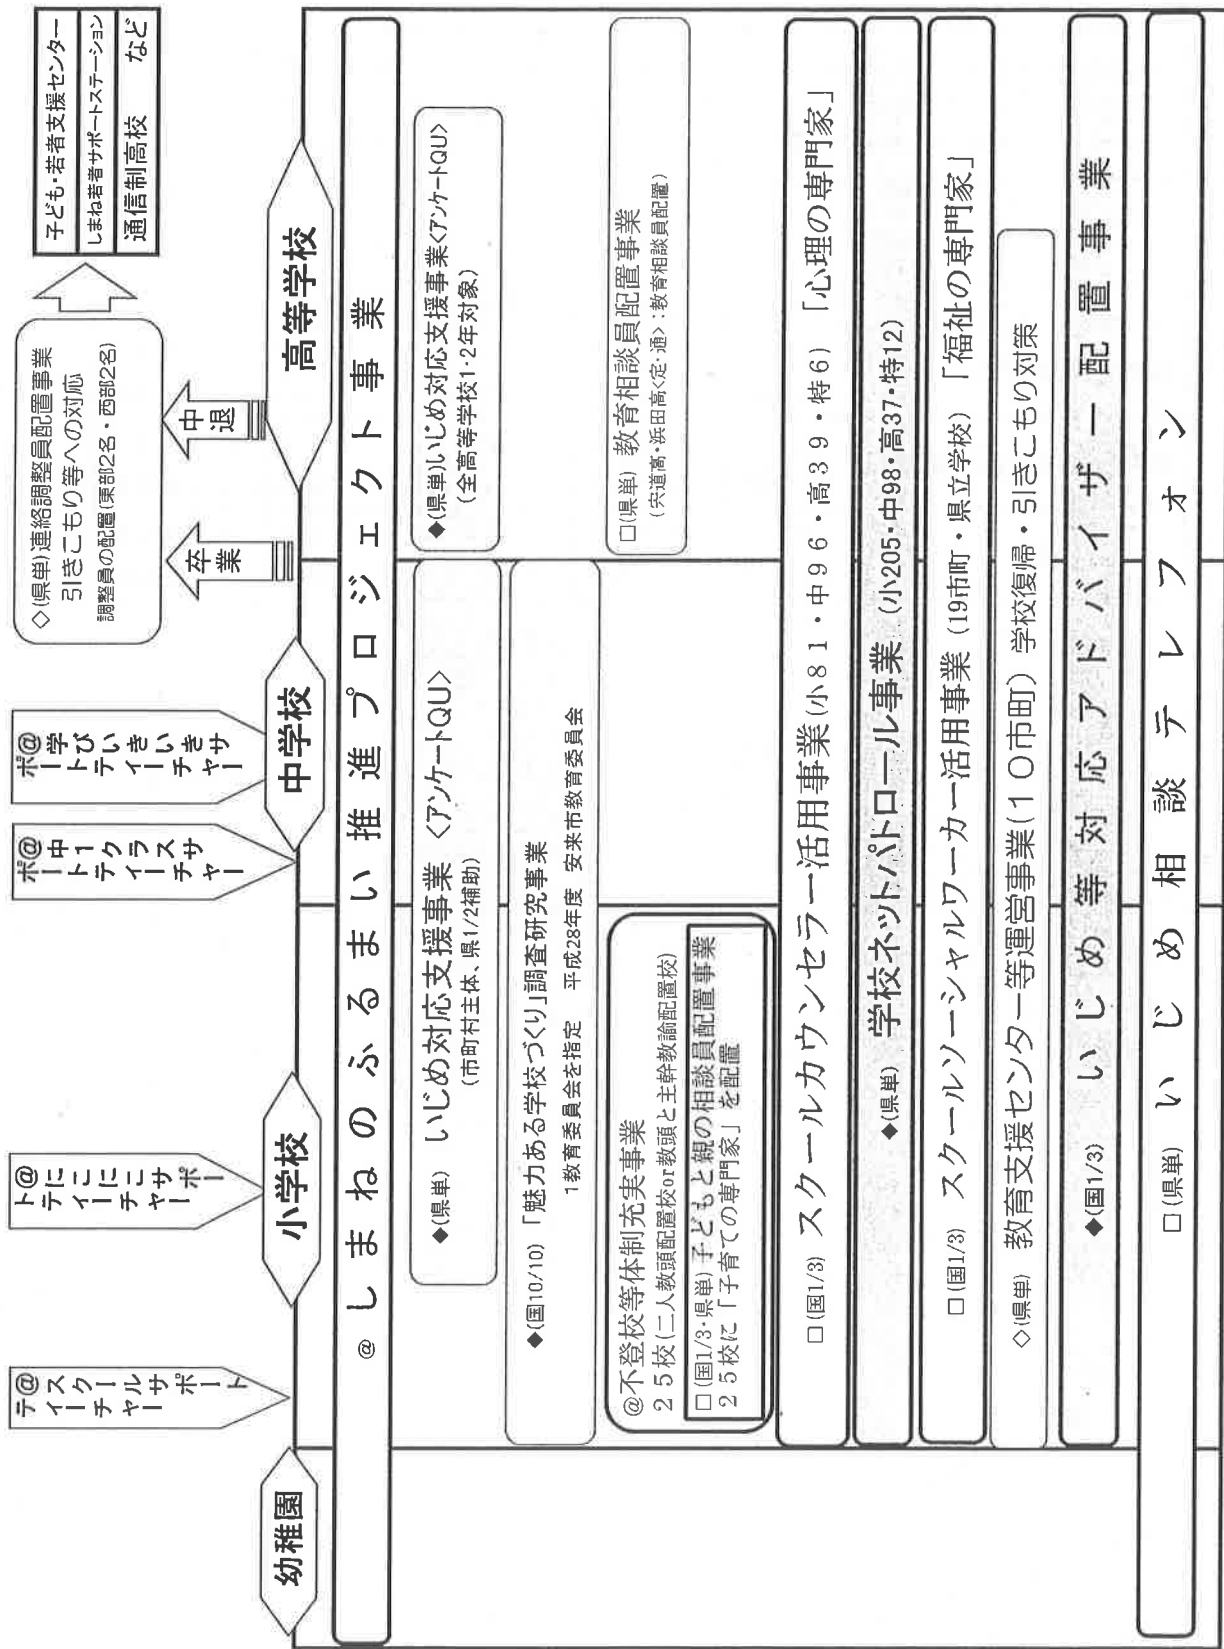 @スクールサポート
ティーチャー
@にこにこサポー
トティーチャー
@中1クラスサ
ポートティーチャー
@学びいきいきサ
ポートティーチャー
◇(県単)連絡調整員配置事業
引きこもり等への対応
調整員の配置(東部2名・西部2名)
子ども・若者支援センター
しまね若者サポートステーション
通信制高校 など
卒業
中退
幼稚園
小学校
中学校
高等学校
@ しまねのふるまい推進プロジェクト事業
◆(県単) いじめ対応支援事業 <アンケートQU>
(市町村主体、県1/2補助)
◆(県単)いじめ対応支援事業<アンケートQU>
(全高等学校1・2年対象)
◆(国10/10) 「魅力ある学校づくり」調査研究事業
1教育委員会を指定 平成28年度 安来市教育委員会
@不登校等体制充実事業
25校(二人教頭配置校or教頭と主幹教諭配置校)
□(国1/3・県単)子どもと親の相談員配置事業
25校に「子育ての専門家」を配置
□(県単) 教育相談員配置事業
(宍道高・浜田高<定・通>:教育相談員配置)
□(国1/3) スクールカウンセラー活用事業(小81・中96・高39・特6) 「心理の専門家」
◆(県単) 学校ネットパトロール事業 (小205・中98・高37・特12)
□(国1/3) スクールソーシャルワーカー活用事業 (19市町・県立学校) 「福祉の専門家」
◇(県単) 教育支援センター等運営事業(10市町) 学校復帰・引きこもり対策
◆(国1/3) いじめ等対応アドバイザー配置事業
□(県単) いじめ相談テレフォン